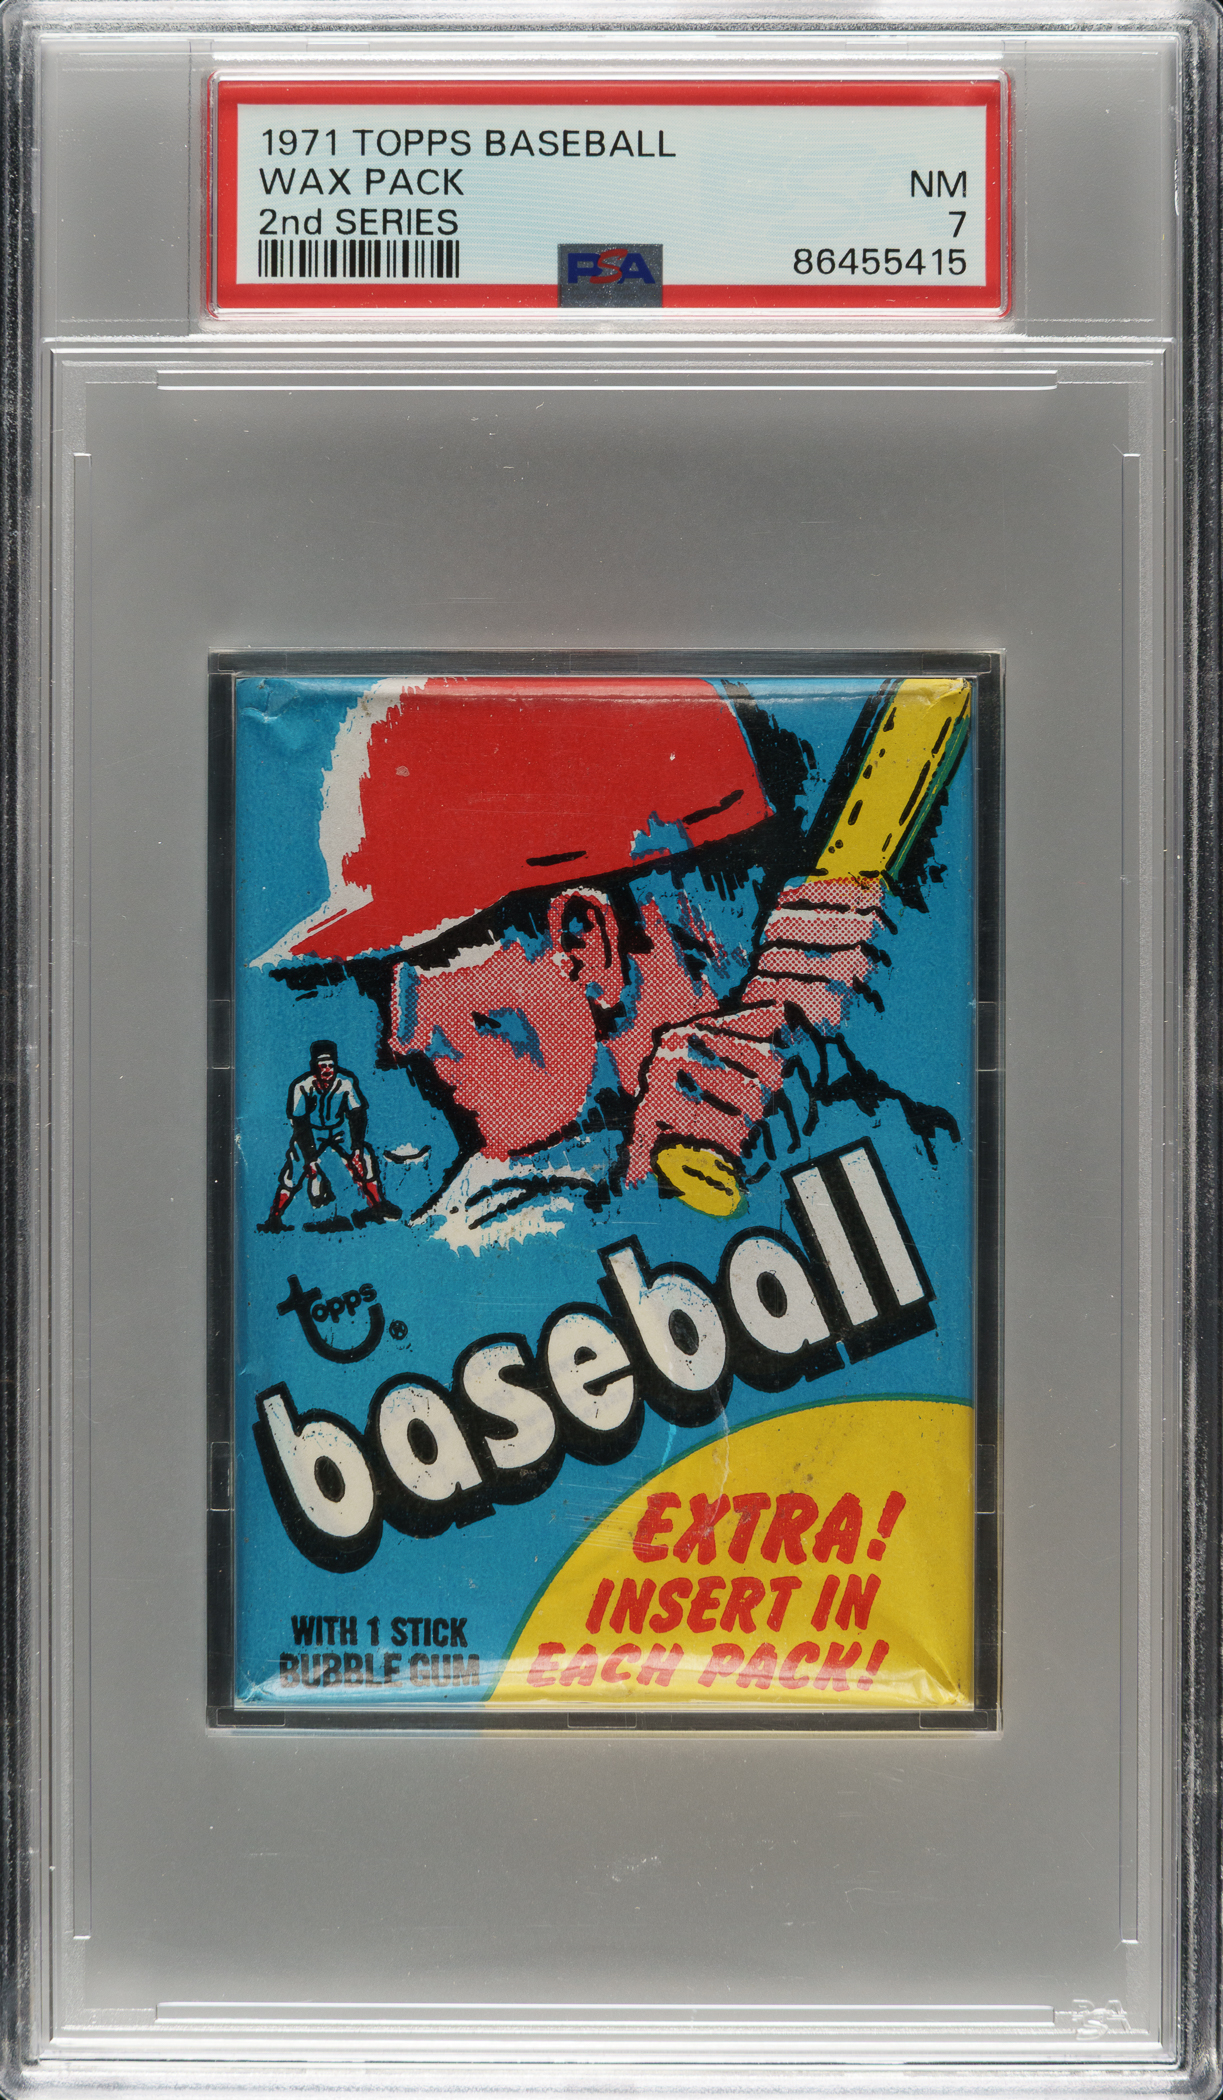 1971 TOPPS BASEBALL
WAX PACK NM
2nd SERIES 7
PSA 86455415
topps®
baseball
EXTRA!
INSERT IN
EACH PACK!
WITH 1 STICK
BUBBLE GUM
PSA